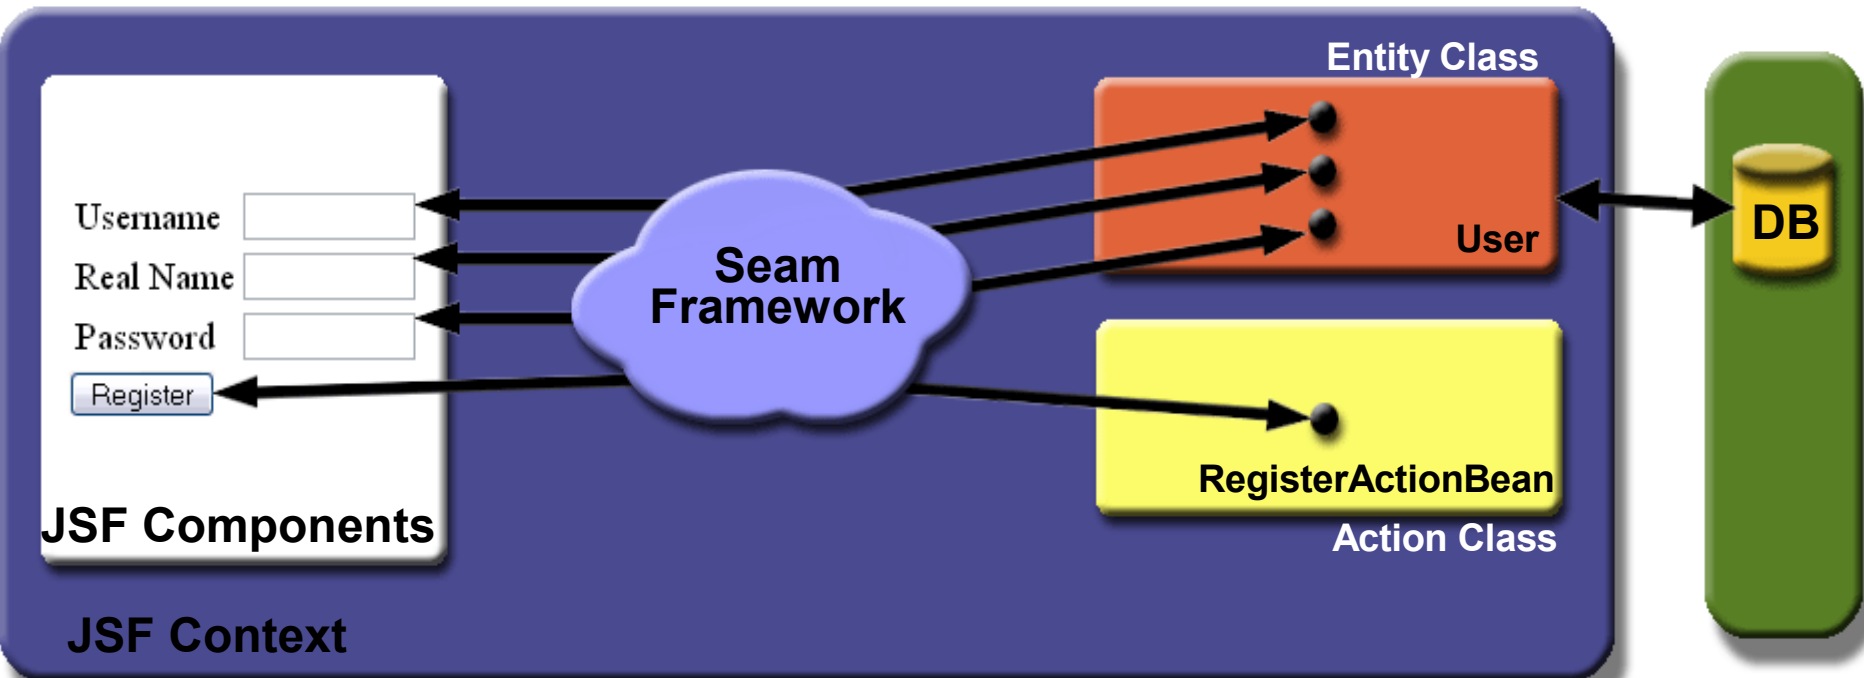 Entity Class
Username
Real Name
Password
Register
JSF Components
JSF Context
Seam
Framework
User
RegisterActionBean
Action Class
DB